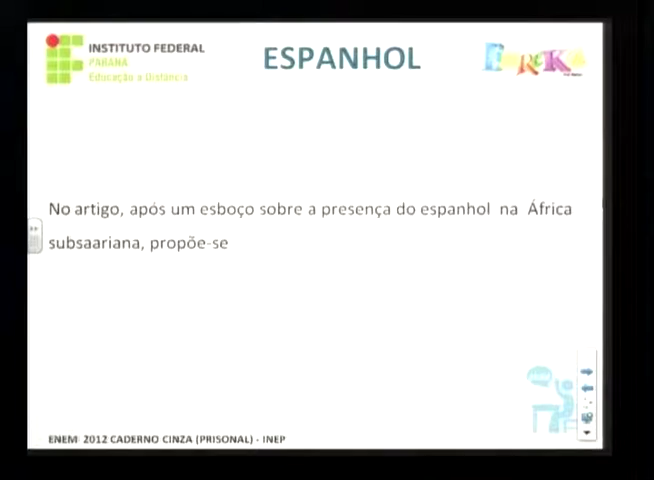 INSTITUTO FEDERAL
PARANÁ
Educação a Distância
ESPANHOL
No artigo, após um esboço sobre a presença do espanhol na África
subsaariana, propõe-se
ENEM 2012 CADERNO CINZA (PRISONAL) - INEP